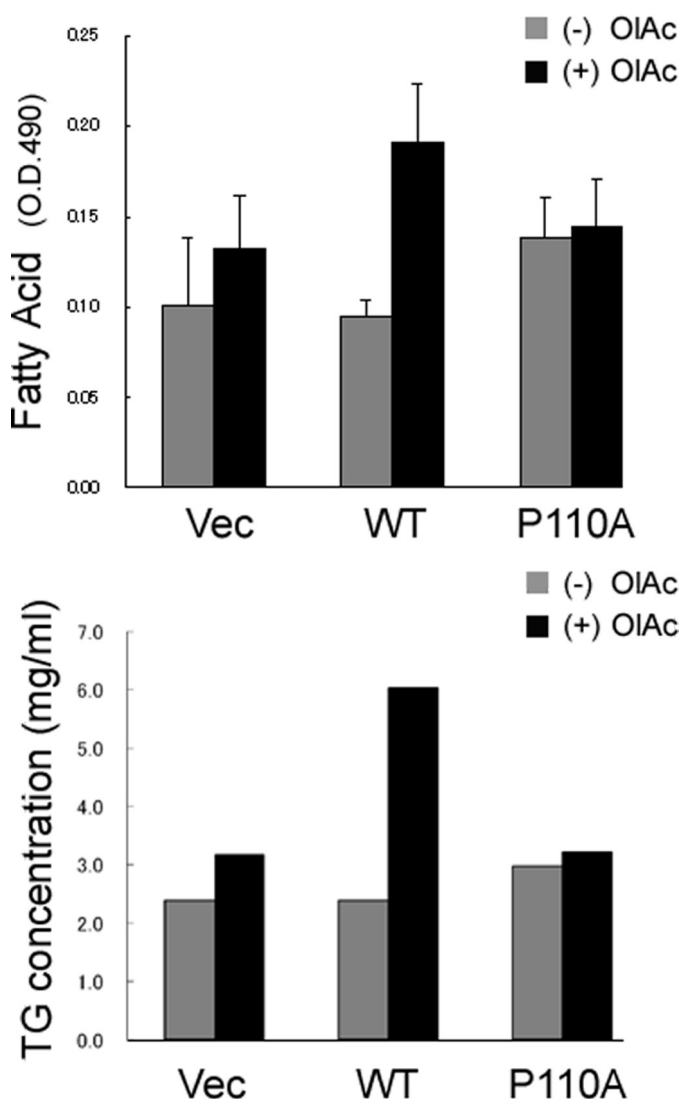 (-) OlAc
(+) OlAc
Fatty Acid (O.D.490)
0.25
0.20
0.15
0.10
0.05
0.00
Vec WT P110A
(-) OlAc
(+) OlAc
TG concentration (mg/ml)
7.0
6.0
5.0
4.0
3.0
2.0
1.0
0.0
Vec WT P110A